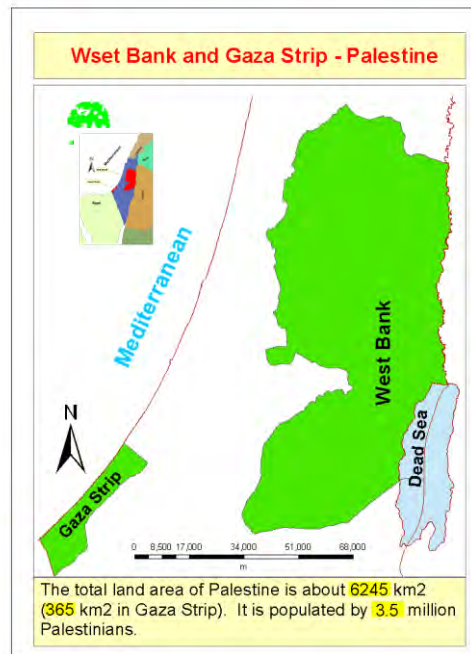 Wset Bank and Gaza Strip - Palestine
Mediterranean
West Bank
Dead Sea
N
Gaza Strip
0 8,500 17,000 34,000 51,000 68,000
m
The total land area of Palestine is about 6245 km2
(365 km2 in Gaza Strip). It is populated by 3.5 million
Palestinians.